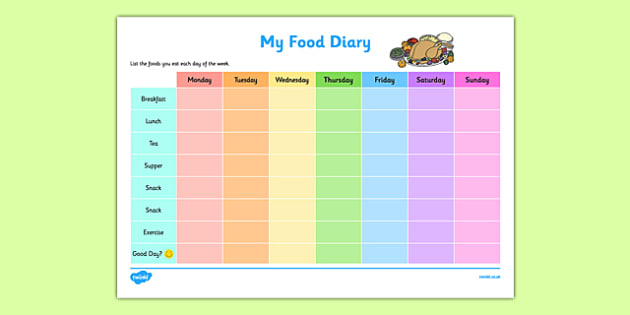 My Food Diary
List the foods you eat each day of the week.
Monday Tuesday Wednesday Thursday Friday Saturday Sunday
Breakfast
Lunch
Tea
Supper
Snack
Snack
Exercise
Good Day?
twinkl
twinkl.co.uk